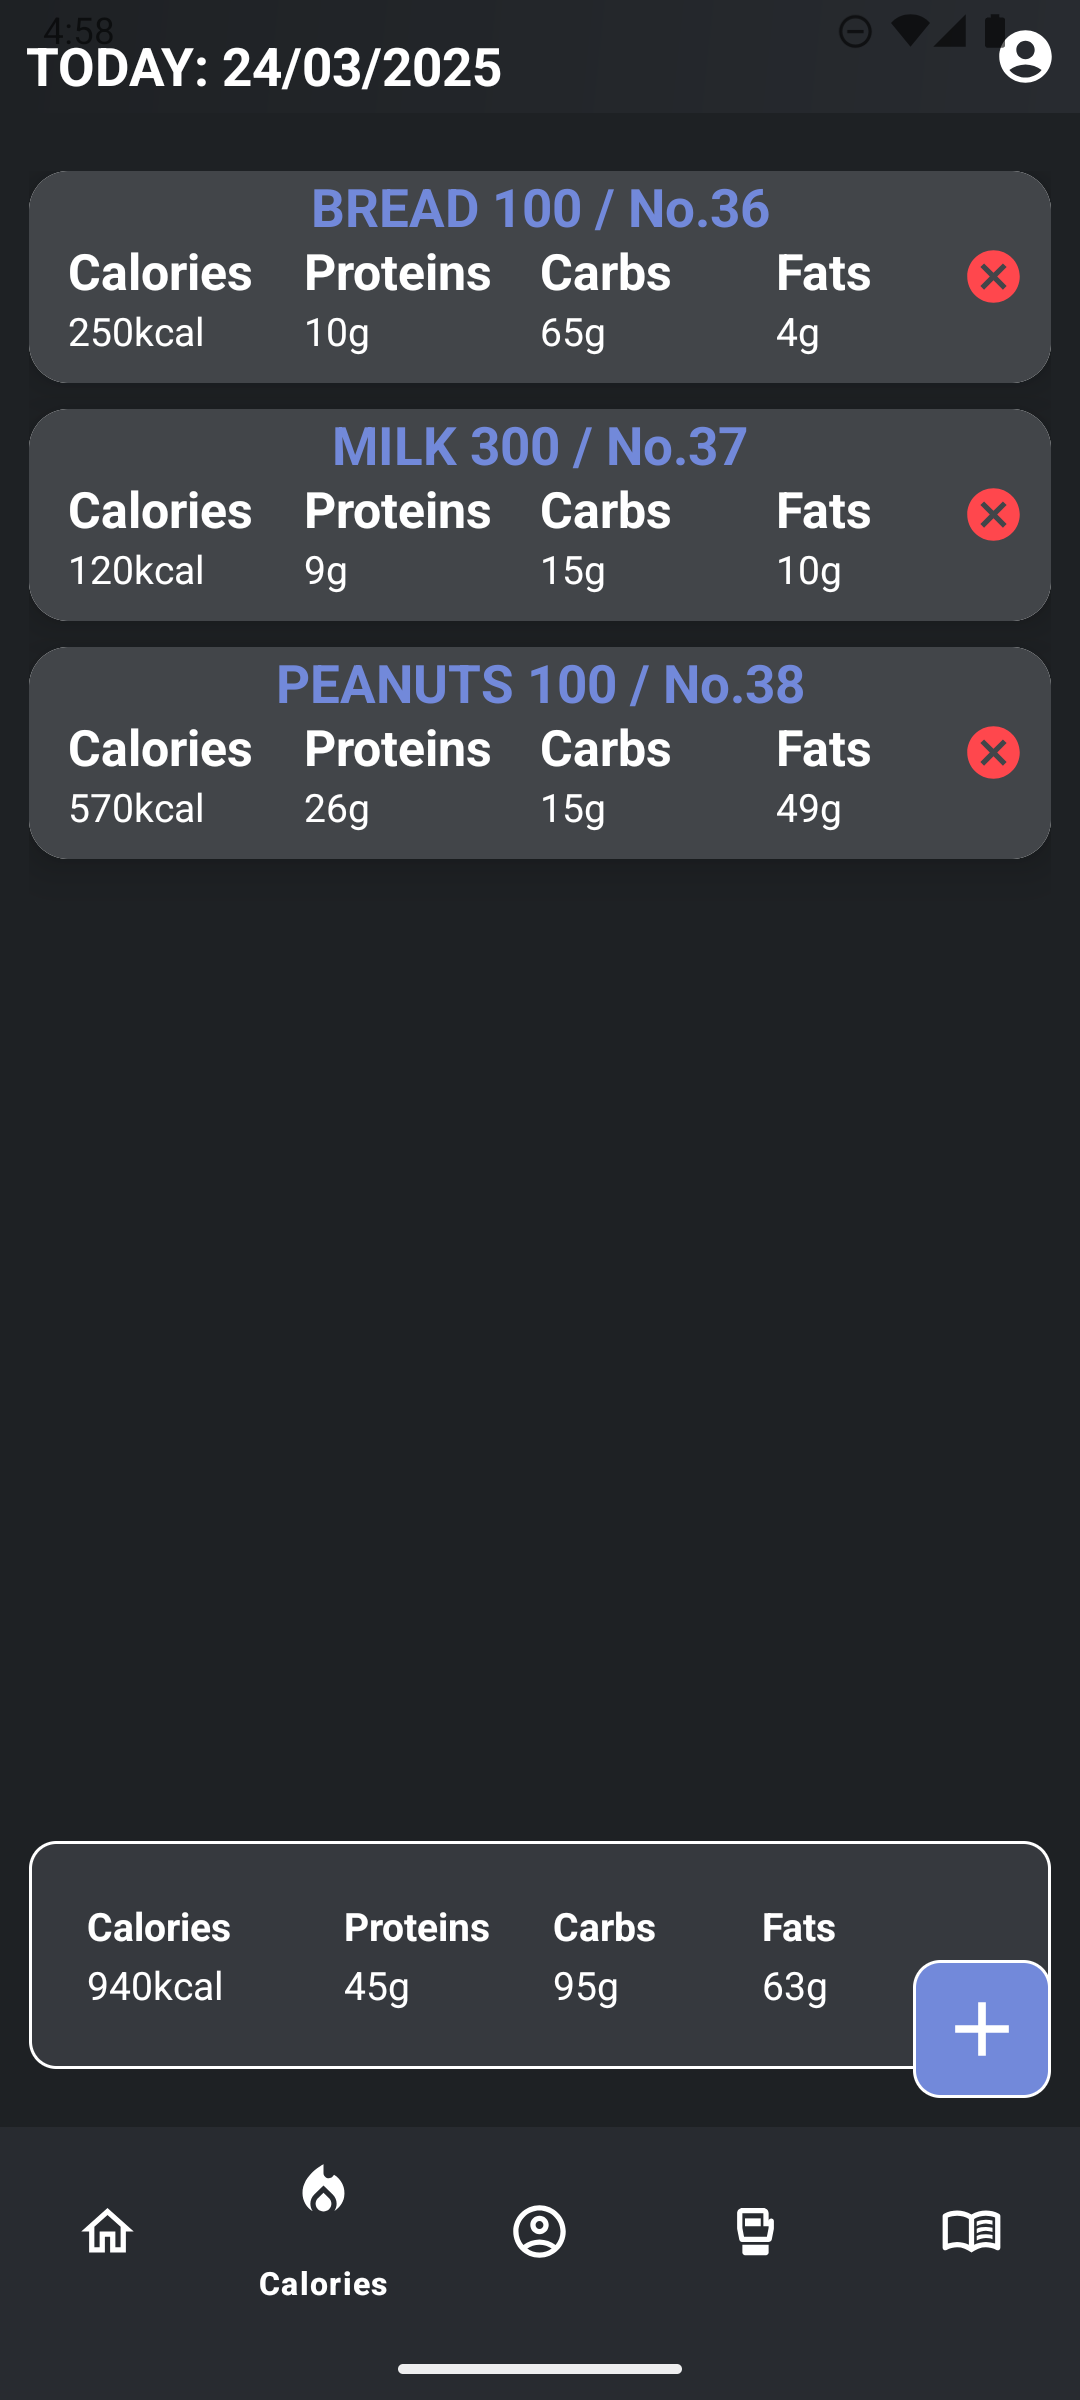 4:58
TODAY: 24/03/2025
BREAD 100 / No.36
Calories Proteins Carbs Fats
250kcal 10g 65g 4g
MILK 300 / No.37
Calories Proteins Carbs Fats
120kcal 9g 15g 10g
PEANUTS 100 / No.38
Calories Proteins Carbs Fats
570kcal 26g 15g 49g
Calories Proteins Carbs Fats
940kcal 45g 95g 63g
Calories